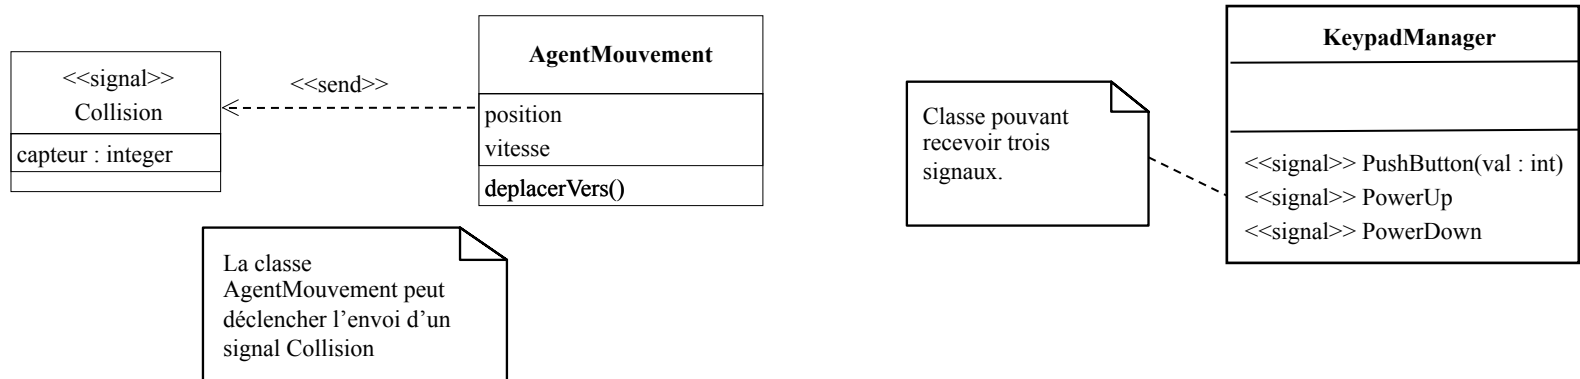 <<signal>>
Collision
capteur : integer
<<send>>
AgentMouvement
position
vitesse
deplacerVers()
La classe
AgentMouvement peut
déclencher l’envoi d’un
signal Collision
Classe pouvant
recevoir trois
signaux.
KeypadManager
<<signal>> PushButton(val : int)
<<signal>> PowerUp
<<signal>> PowerDown